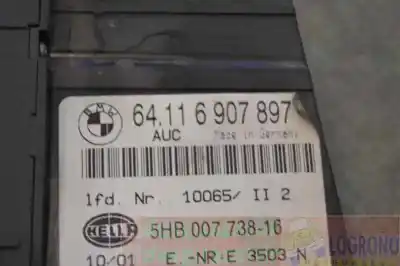 BMW
64.11 6 907 897
AUC Made in Germany
lfd. Nr. 10065/ II 2
HELLA 5HB 007 738-16
10/01 E.-NR:E 3503 N
LOGROÑO